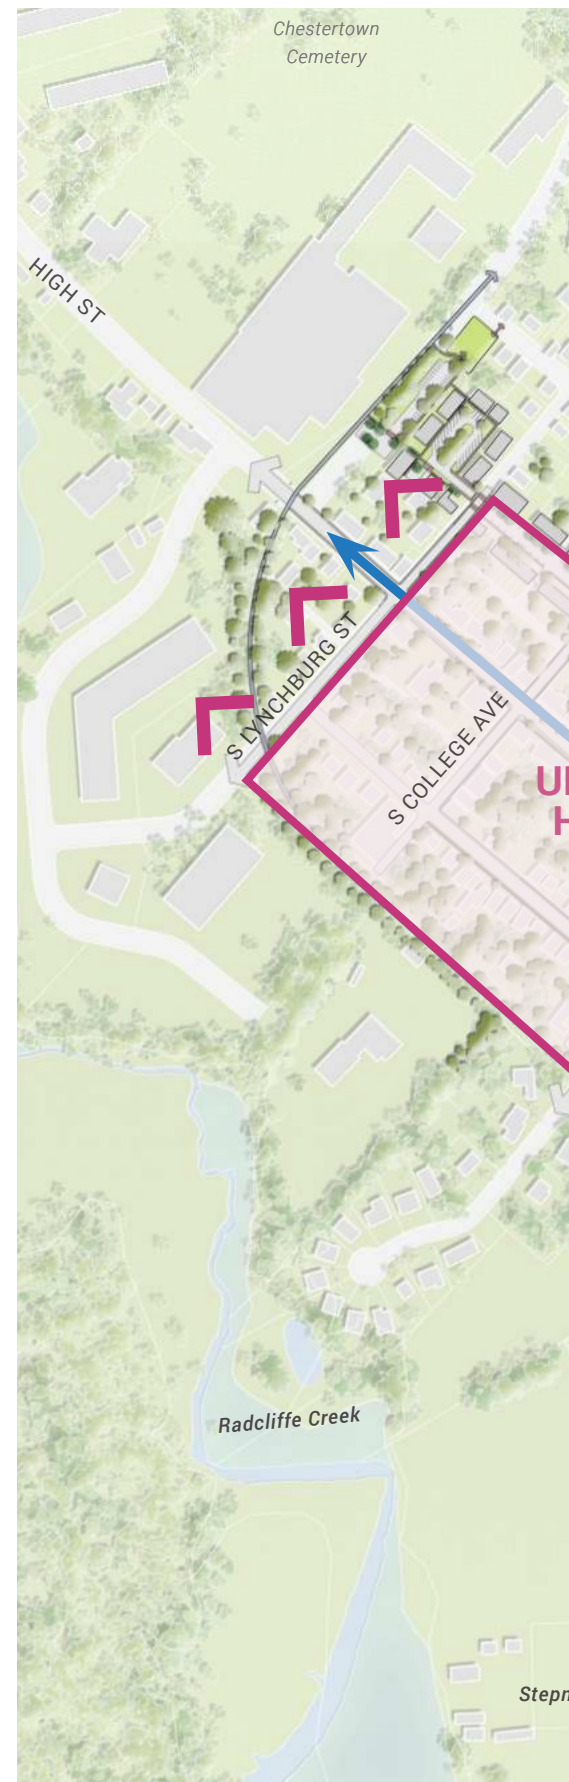 Chestertown
Cemetery
HIGH ST
S LYNCHBURG ST
S COLLEGE AVE
Radcliffe Creek